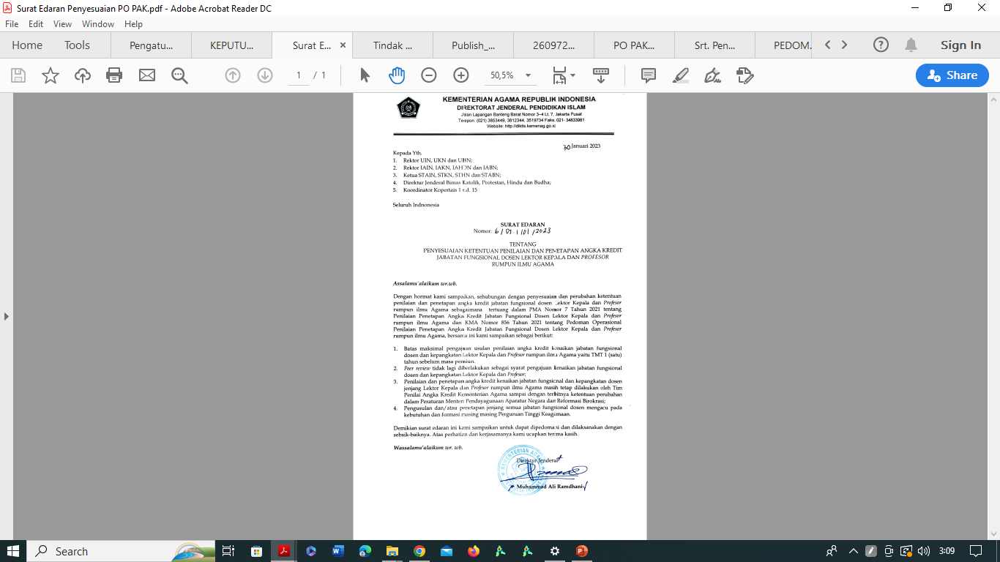 Surat Edaran Penyesuaian PO PAK.pdf - Adobe Acrobat Reader DC
File Edit View Window Help
Home Tools Pengatu... KEPUTU... Surat E... Tindak ... Publish_... 260972... PO PAK... Srt. Pen... PEDOM. Sign In
1 / 1 50,5% Share
KEMENTERIAN AGAMA REPUBLIK INDONESIA
DIREKTORAT JENDERAL PENDIDIKAN ISLAM
Jalan Lapangan Banteng Barat Nomor 3–4 Lt. 7, Jakarta Pusat
Telepon. (021) 3853449, 3812344, 3519734 Faks. 021- 34833981
Website: http://diktis.kemenag.go.ic
30 Januari 2023
Kepada Yth.
1. Rektor UIN, UKN dan UHN;
2. Rektor IAIN, IAKN, IAHDN dan IABN;
3. Ketua STAIN, STKN, STHN dan STABN;
4. Direktur Jenderal Bimas Katolik, Protestan, Hindu dan Budha;
5. Koordinator Kopertais 1 s.d. 15
Seluruh Indnonesia
SURAT EDARAN
Nomor: 6/DJ.I/01/2023
TENTANG
PENYESUAIAN KETENTUAN PENILAIAN DAN PENETAPAN ANGKA KREDIT
JABATAN FUNGSIONAL DOSEN LEKTOR KEPALA DAN PROFESOR
RUMPUN ILMU AGAMA
Assalamu'alaikum wr.wb.
Dengan hormat kami sampaikan, sehubungan dengan penyesuaian dan perubahan ketentuan
penilaian dan penetapan angka kredit jabatan fungsional dosen Lektor Kepala dan Profesor
rumpun ilmu Agama sebagaimana tertuang dalam PMA Nomor 7 Tahun 2021 tentang
Penilaian Penetapan Angka Kredit Jabatan Fungsional Dosen Lektor Kepala dan Profesor
rumpun ilmu Agama dan KMA Nomor 856 Tahun 2021 tentang Pedoman Operasional
Penilaian Penetapan Angka Kredit Jabatan Fungsional Dosen Lektor Kepala dan Profesor
rumpun ilmu Agama, bersama ini kami sampaikan sebagai berikut:
1. Batas maksimal pengajuan usulan penilaian angka kredit kenaikan jabatan fungsional
dosen dan kepangkatan Lektor Kepala dan Profesor rumpun ilmu Agama yaitu TMT 1 (satu)
tahun sebelum masa pensiun.
2. Peer review tidak lagi diberlakukan sebagai syarat pengajuan kenaikan jabatan fungsional
dosen dan kepangkatan Lektor Kepala dan Profesor;
3. Penilaian dan penetapan angka kredit kenaikan jabatan fungsional dan kepangkatan dosen
jenjang Lektor Kepala dan Profesor rumpun ilmu Agama masih tetap dilakukan oleh Tim
Penilai Angka Kredit Kementerian Agama sampai dengan terbitnya ketentuan perubahan
dalam Peraturan Menteri Pendayagunaan Aparatur Negara dan Reformasi Birokrasi;
4. Pengusulan dan/atau penetapan jenjang semua jabatan fungsional dosen mengacu pada
kebutuhan dan formasi masing masing Perguruan Tinggi Keagamaan.
Demikian surat edaran ini kami sampaikan untuk dapat dipedomani dan dilaksanakan dengan
sebaik-baiknya. Atas perhatian dan kerjasamanya kami ucapkan terima kasih.
Wassalamu'alaikum wr. wb.
Direktur Jenderal
KEMENTERIAN AGAMA
Muhammad Ali Ramdhani
Search 3:09